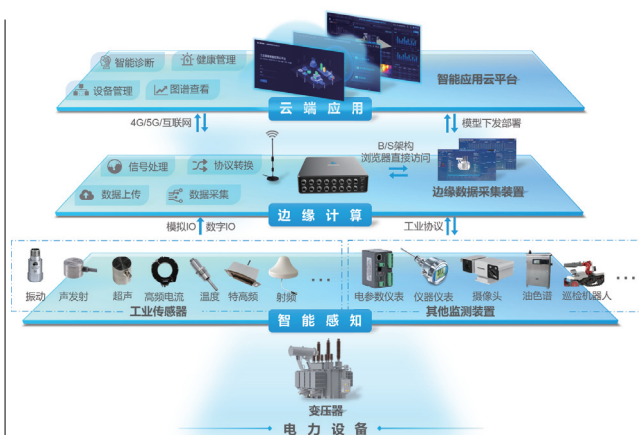 智能诊断
健康管理
设备管理
图谱查看
智能应用云平台
云端应用
4G/5G/互联网
模型下发部署
B/S架构
浏览器直接访问
信号处理
协议转换
数据上传
数据采集
边缘数据采集装置
边缘计算
模拟IO
数字IO
工业协议
振动
声发射
超声
高频电流
温度
特高频
射频
...
工业传感器
电参数仪表
仪器仪表
摄像头
油色谱
巡检机器人
...
其他监测装置
智能感知
变压器
电力设备